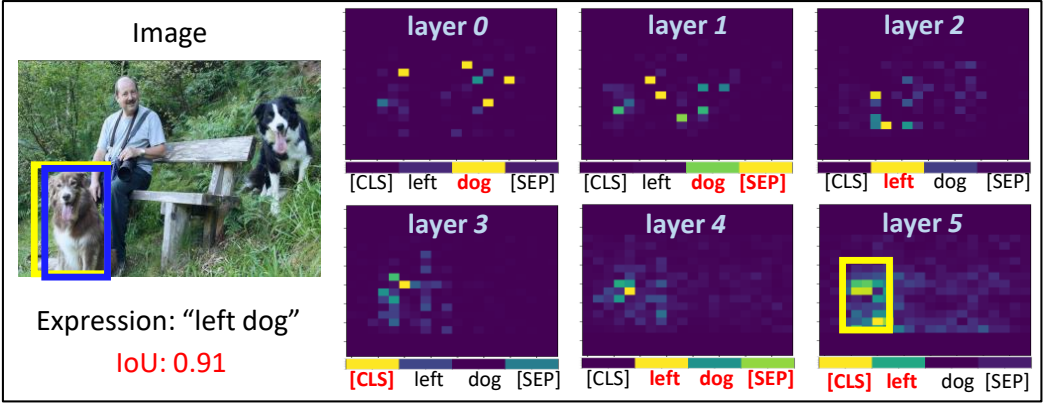 Image
Expression: “left dog”
IoU: 0.91
layer 0
[CLS] left dog [SEP]
layer 1
[CLS] left dog [SEP]
layer 2
[CLS] left dog [SEP]
layer 3
[CLS] left dog [SEP]
layer 4
[CLS] left dog [SEP]
layer 5
[CLS] left dog [SEP]